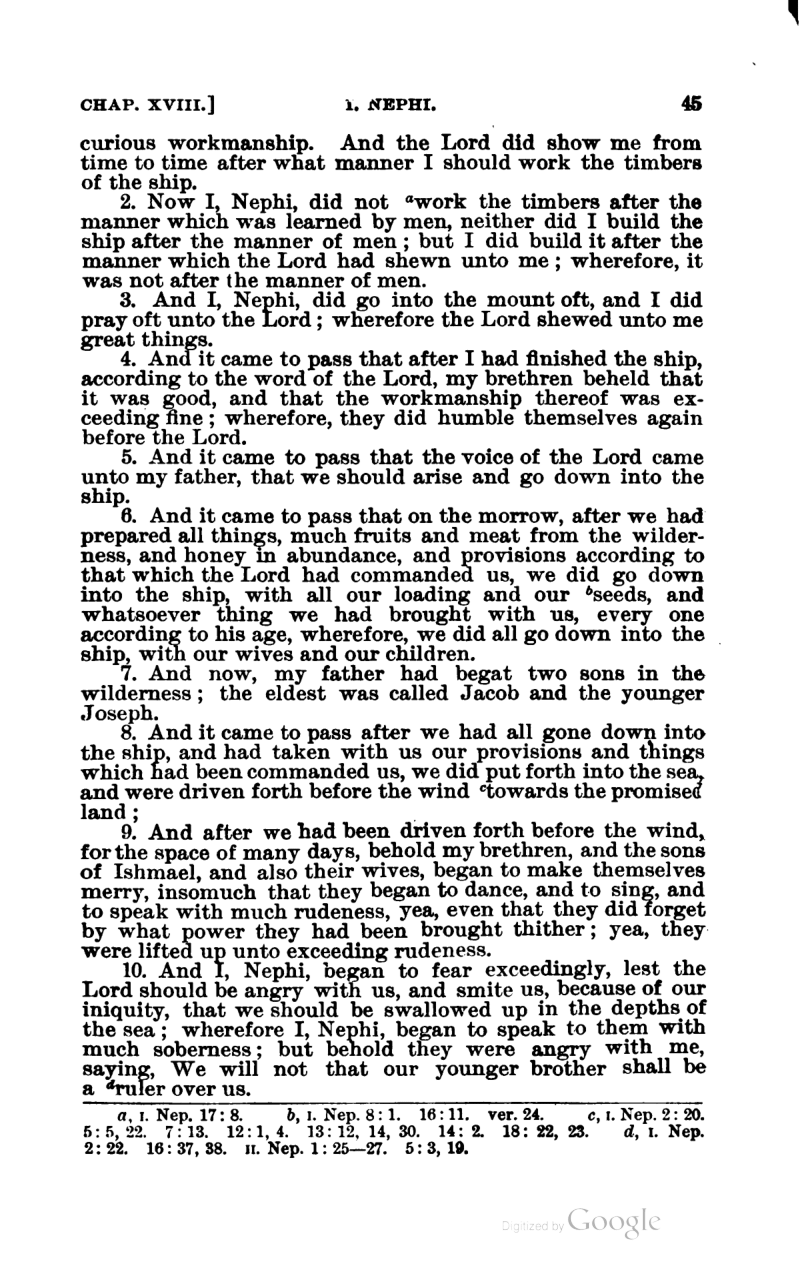 CHAP. XVIII.] 1. NEPHI. 45
curious workmanship. And the Lord did show me from
time to time after what manner I should work the timbers
of the ship.
2. Now I, Nephi, did not ᵃwork the timbers after the
manner which was learned by men, neither did I build the
ship after the manner of men; but I did build it after the
manner which the Lord had shewn unto me; wherefore, it
was not after the manner of men.
3. And I, Nephi, did go into the mount oft, and I did
pray oft unto the Lord; wherefore the Lord shewed unto me
great things.
4. And it came to pass that after I had finished the ship,
according to the word of the Lord, my brethren beheld that
it was good, and that the workmanship thereof was ex-
ceeding fine; wherefore, they did humble themselves again
before the Lord.
5. And it came to pass that the voice of the Lord came
unto my father, that we should arise and go down into the
ship.
6. And it came to pass that on the morrow, after we had
prepared all things, much fruits and meat from the wilder-
ness, and honey in abundance, and provisions according to
that which the Lord had commanded us, we did go down
into the ship, with all our loading and our ᵇseeds, and
whatsoever thing we had brought with us, every one
according to his age, wherefore, we did all go down into the
ship, with our wives and our children.
7. And now, my father had begat two sons in the
wilderness; the eldest was called Jacob and the younger
Joseph.
8. And it came to pass after we had all gone down into
the ship, and had taken with us our provisions and things
which had been commanded us, we did put forth into the sea,
and were driven forth before the wind ᶜtowards the promised
land;
9. And after we had been driven forth before the wind,
for the space of many days, behold my brethren, and the sons
of Ishmael, and also their wives, began to make themselves
merry, insomuch that they began to dance, and to sing, and
to speak with much rudeness, yea, even that they did forget
by what power they had been brought thither; yea, they
were lifted up unto exceeding rudeness.
10. And I, Nephi, began to fear exceedingly, lest the
Lord should be angry with us, and smite us, because of our
iniquity, that we should be swallowed up in the depths of
the sea; wherefore I, Nephi, began to speak to them with
much soberness; but behold they were angry with me,
saying, We will not that our younger brother shall be
a ᵈruler over us.
a, I. Nep. 17:8. b, I. Nep. 8:1. 16:11. ver. 24. c, I. Nep. 2:20.
5:5, 22. 7:13. 12:1, 4. 13:12, 14, 30. 14:2. 18:22, 23. d, I. Nep.
2:22. 16:37, 38. II. Nep. 1:25—27. 5:3, 19.
Digitized by Google